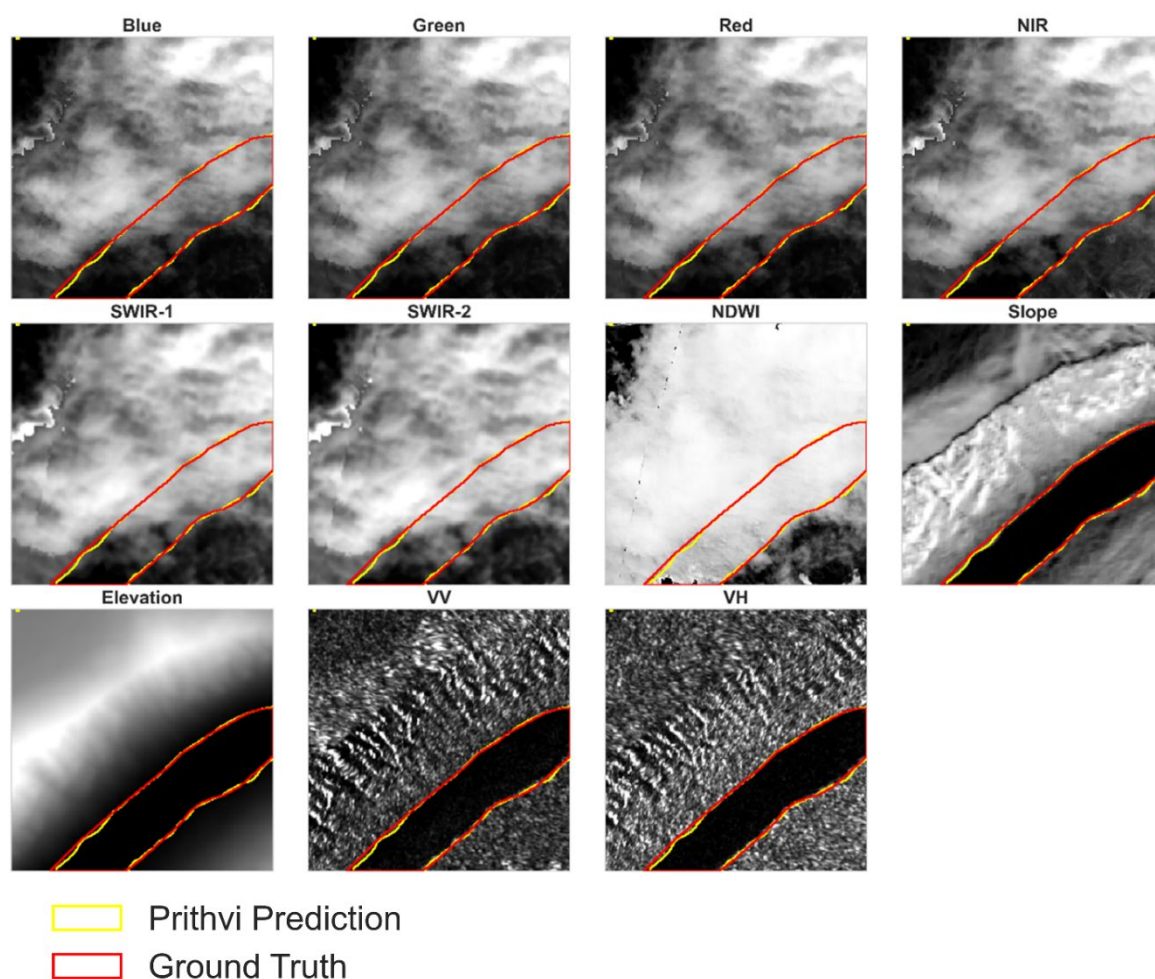 Blue Green Red NIR
SWIR-1 SWIR-2 NDWI Slope
Elevation VV VH
Prithvi Prediction
Ground Truth